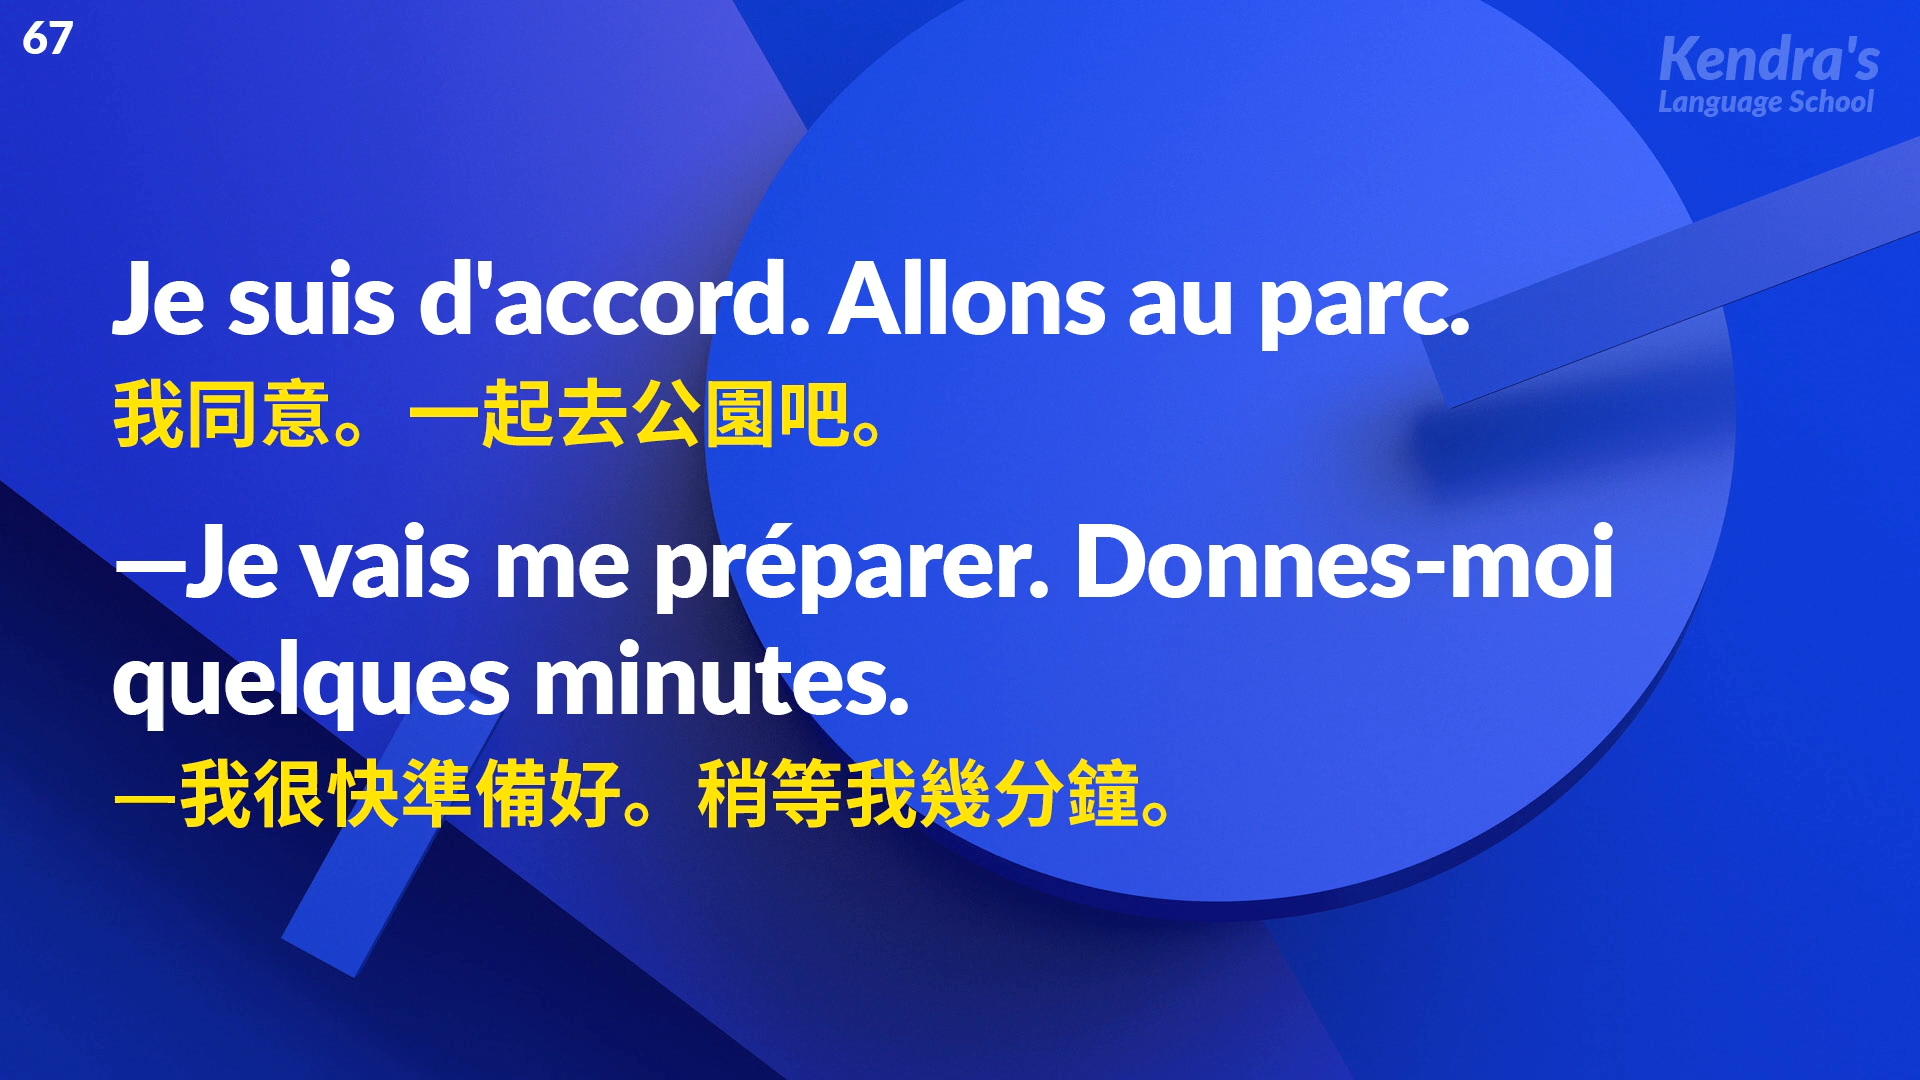 67
Kendra's
Language School
Je suis d'accord. Allons au parc.
我同意。一起去公園吧。
—Je vais me préparer. Donnes-moi
quelques minutes.
—我很快準備好。稍等我幾分鐘。